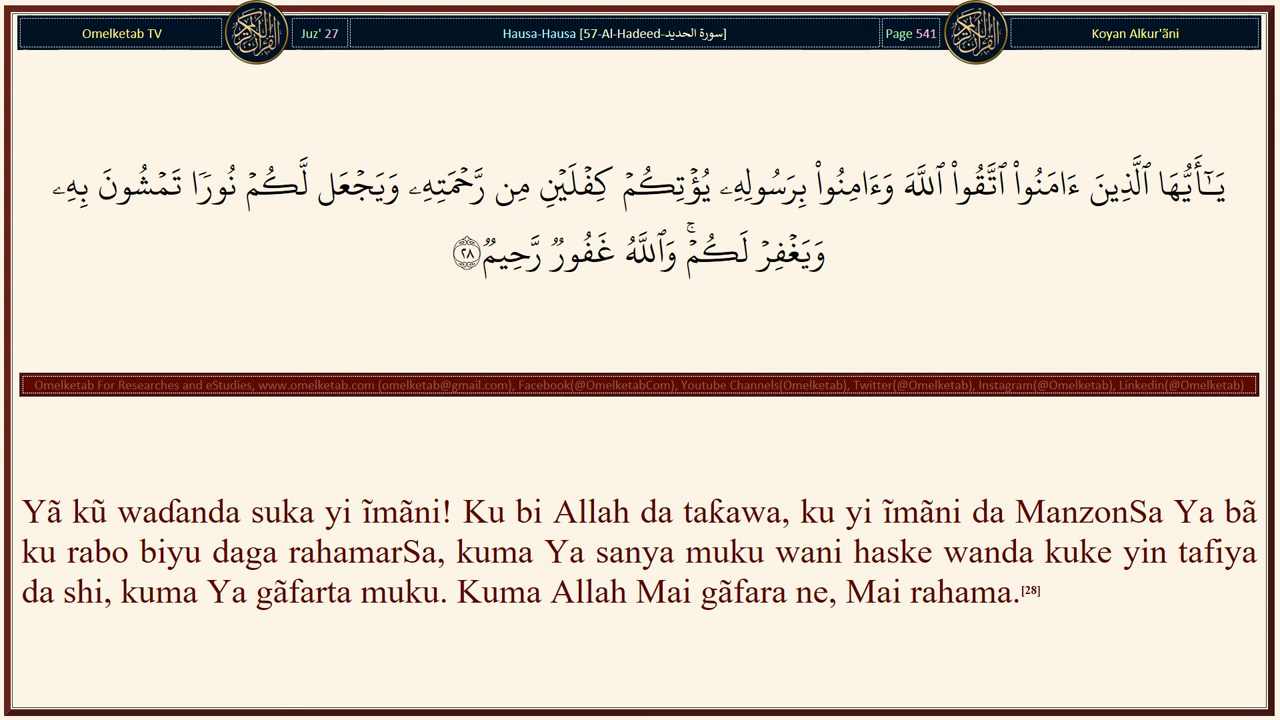 Omelketab TV
Juz' 27
Hausa-Hausa [57-Al-Hadeed-سورة الحديد]
Page 541
Koyan Alƙur'ãni
يَـٰٓأَيُّهَا ٱلَّذِينَ ءَامَنُوا۟ ٱتَّقُوا۟ ٱللَّهَ وَءَامِنُوا۟ بِرَسُولِهِۦ يُؤْتِكُمْ كِفْلَيْنِ مِن رَّحْمَتِهِۦ وَيَجْعَل لَّكُمْ نُورًا تَمْشُونَ بِهِۦ
وَيَغْفِرْ لَكُمْ ۚ وَٱللَّهُ غَفُورٌ رَّحِيمٌ ٢٨
Omelketab For Researches and eStudies, www.omelketab.com (omelketab@gmail.com), Facebook(@OmelketabCom), Youtube Channels(Omelketab), Twitter(@Omelketab), Instagram(@Omelketab), Linkedin(@Omelketab)
Yã kũ waɗanda suka yi ĩmãni! Ku bi Allah da taƙawa, ku yi ĩmãni da ManzonSa Ya bã
ku rabo biyu daga rahamarSa, kuma Ya sanya muku wani haske wanda kuke yin tafiya
da shi, kuma Ya gãfarta muku. Kuma Allah Mai gãfara ne, Mai rahama.[28]